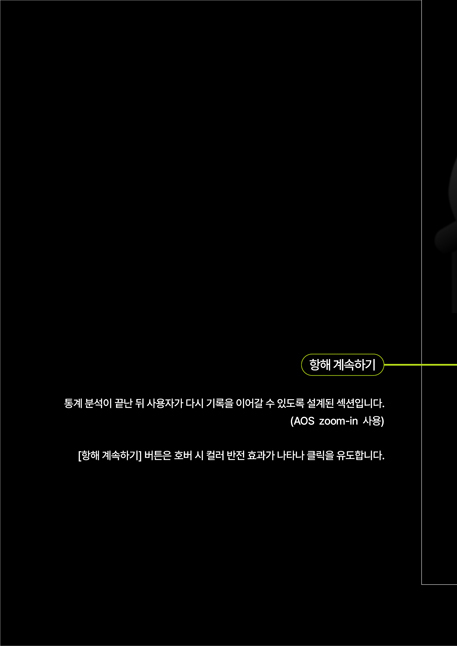 항해 계속하기
통계 분석이 끝난 뒤 사용자가 다시 기록을 이어갈 수 있도록 설계된 섹션입니다.
(AOS zoom-in 사용)
[항해 계속하기] 버튼은 호버 시 컬러 반전 효과가 나타나 클릭을 유도합니다.